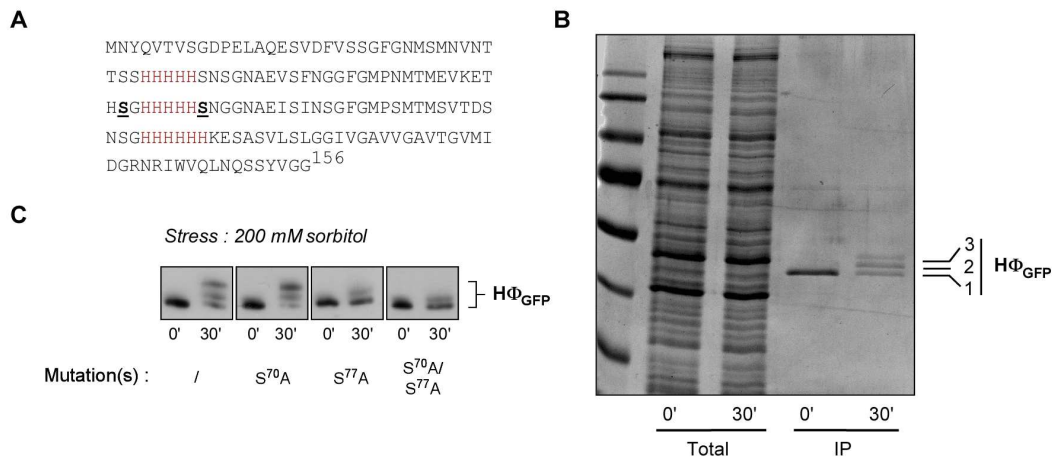 A
MNYQVTVSGDPELAQESVDFVSSGFGNMSMNVNT
TSSHHHHHSNSGNAEVSFNGGFGMPNMTMEVKET
HSGHHHHHSNGGNAEISINSGFGMPSMTMSVTDS
NSGHHHHHHKESASVLSLGGIVGAVVGAVTGVMI
DGRNRIWVQLNQSSYVGG156
B
3
2
1
HΦGFP
0' 30' 0' 30'
Total IP
C
Stress : 200 mM sorbitol
HΦGFP
0' 30' 0' 30' 0' 30' 0' 30'
Mutation(s) : / S70A S77A S70A/
S77A